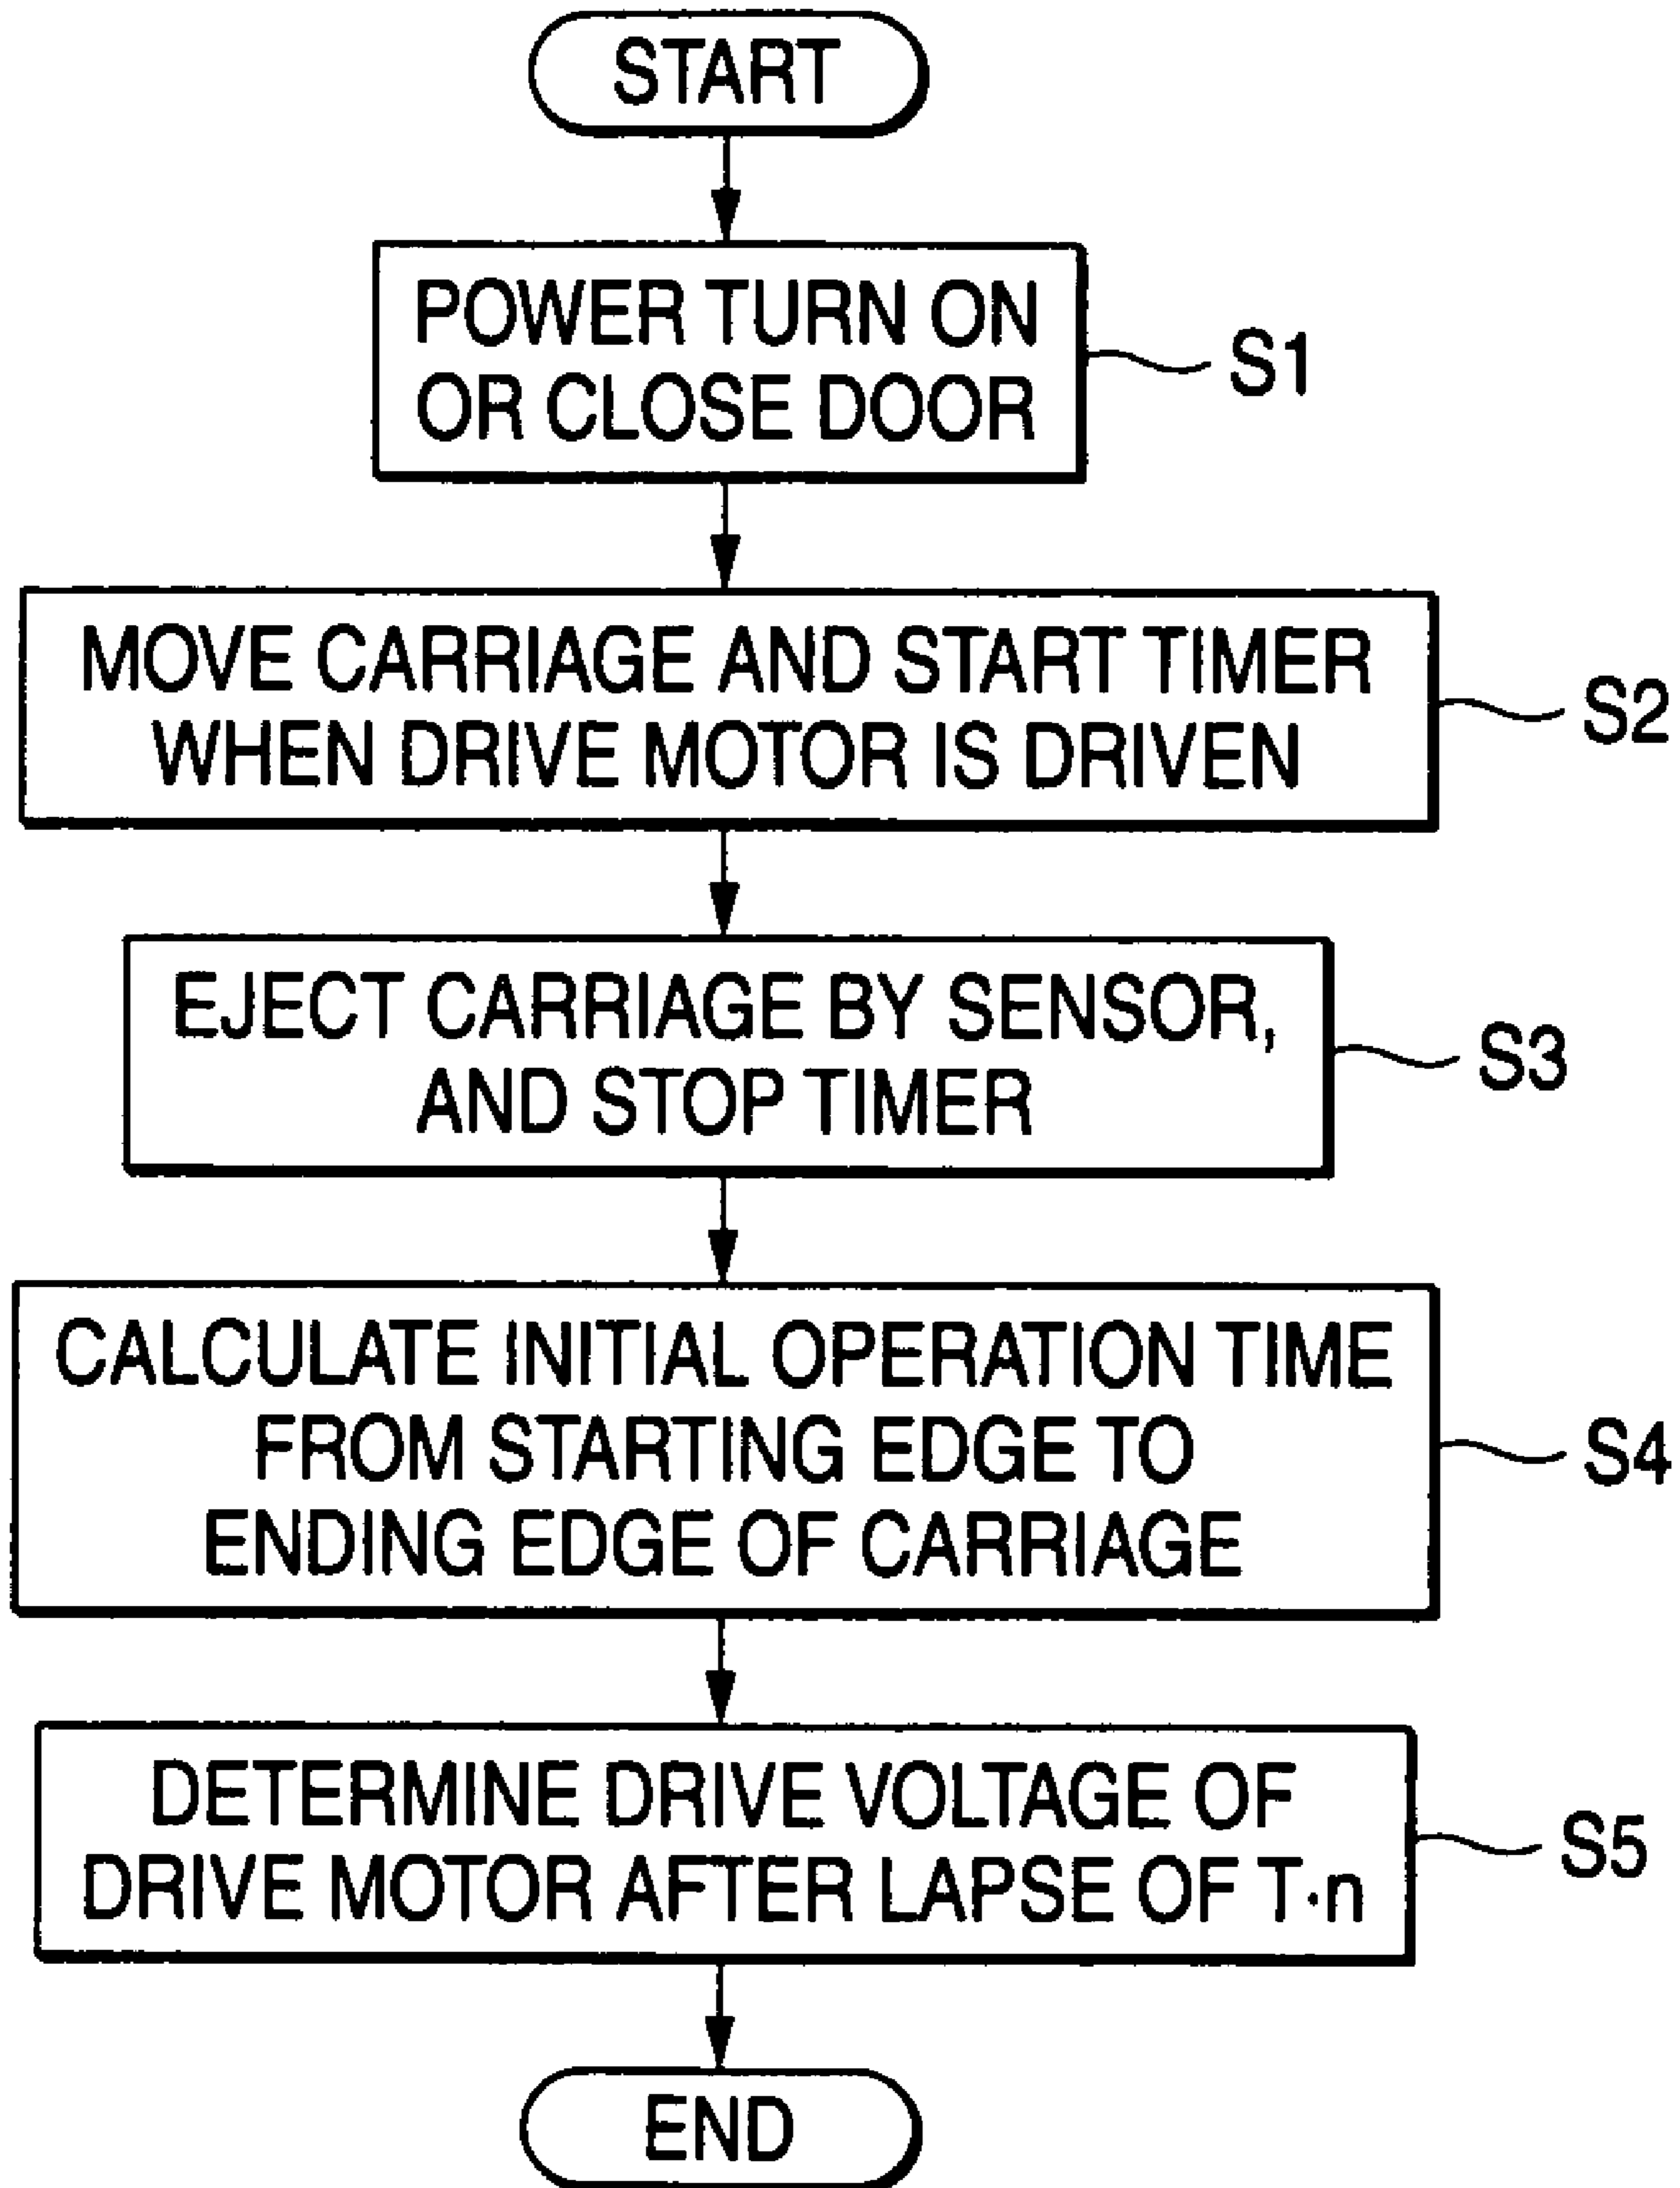 START
POWER TURN ON
OR CLOSE DOOR
S1
MOVE CARRIAGE AND START TIMER
WHEN DRIVE MOTOR IS DRIVEN
S2
EJECT CARRIAGE BY SENSOR,
AND STOP TIMER
S3
CALCULATE INITIAL OPERATION TIME
FROM STARTING EDGE TO
ENDING EDGE OF CARRIAGE
S4
DETERMINE DRIVE VOLTAGE OF
DRIVE MOTOR AFTER LAPSE OF T·n
S5
END